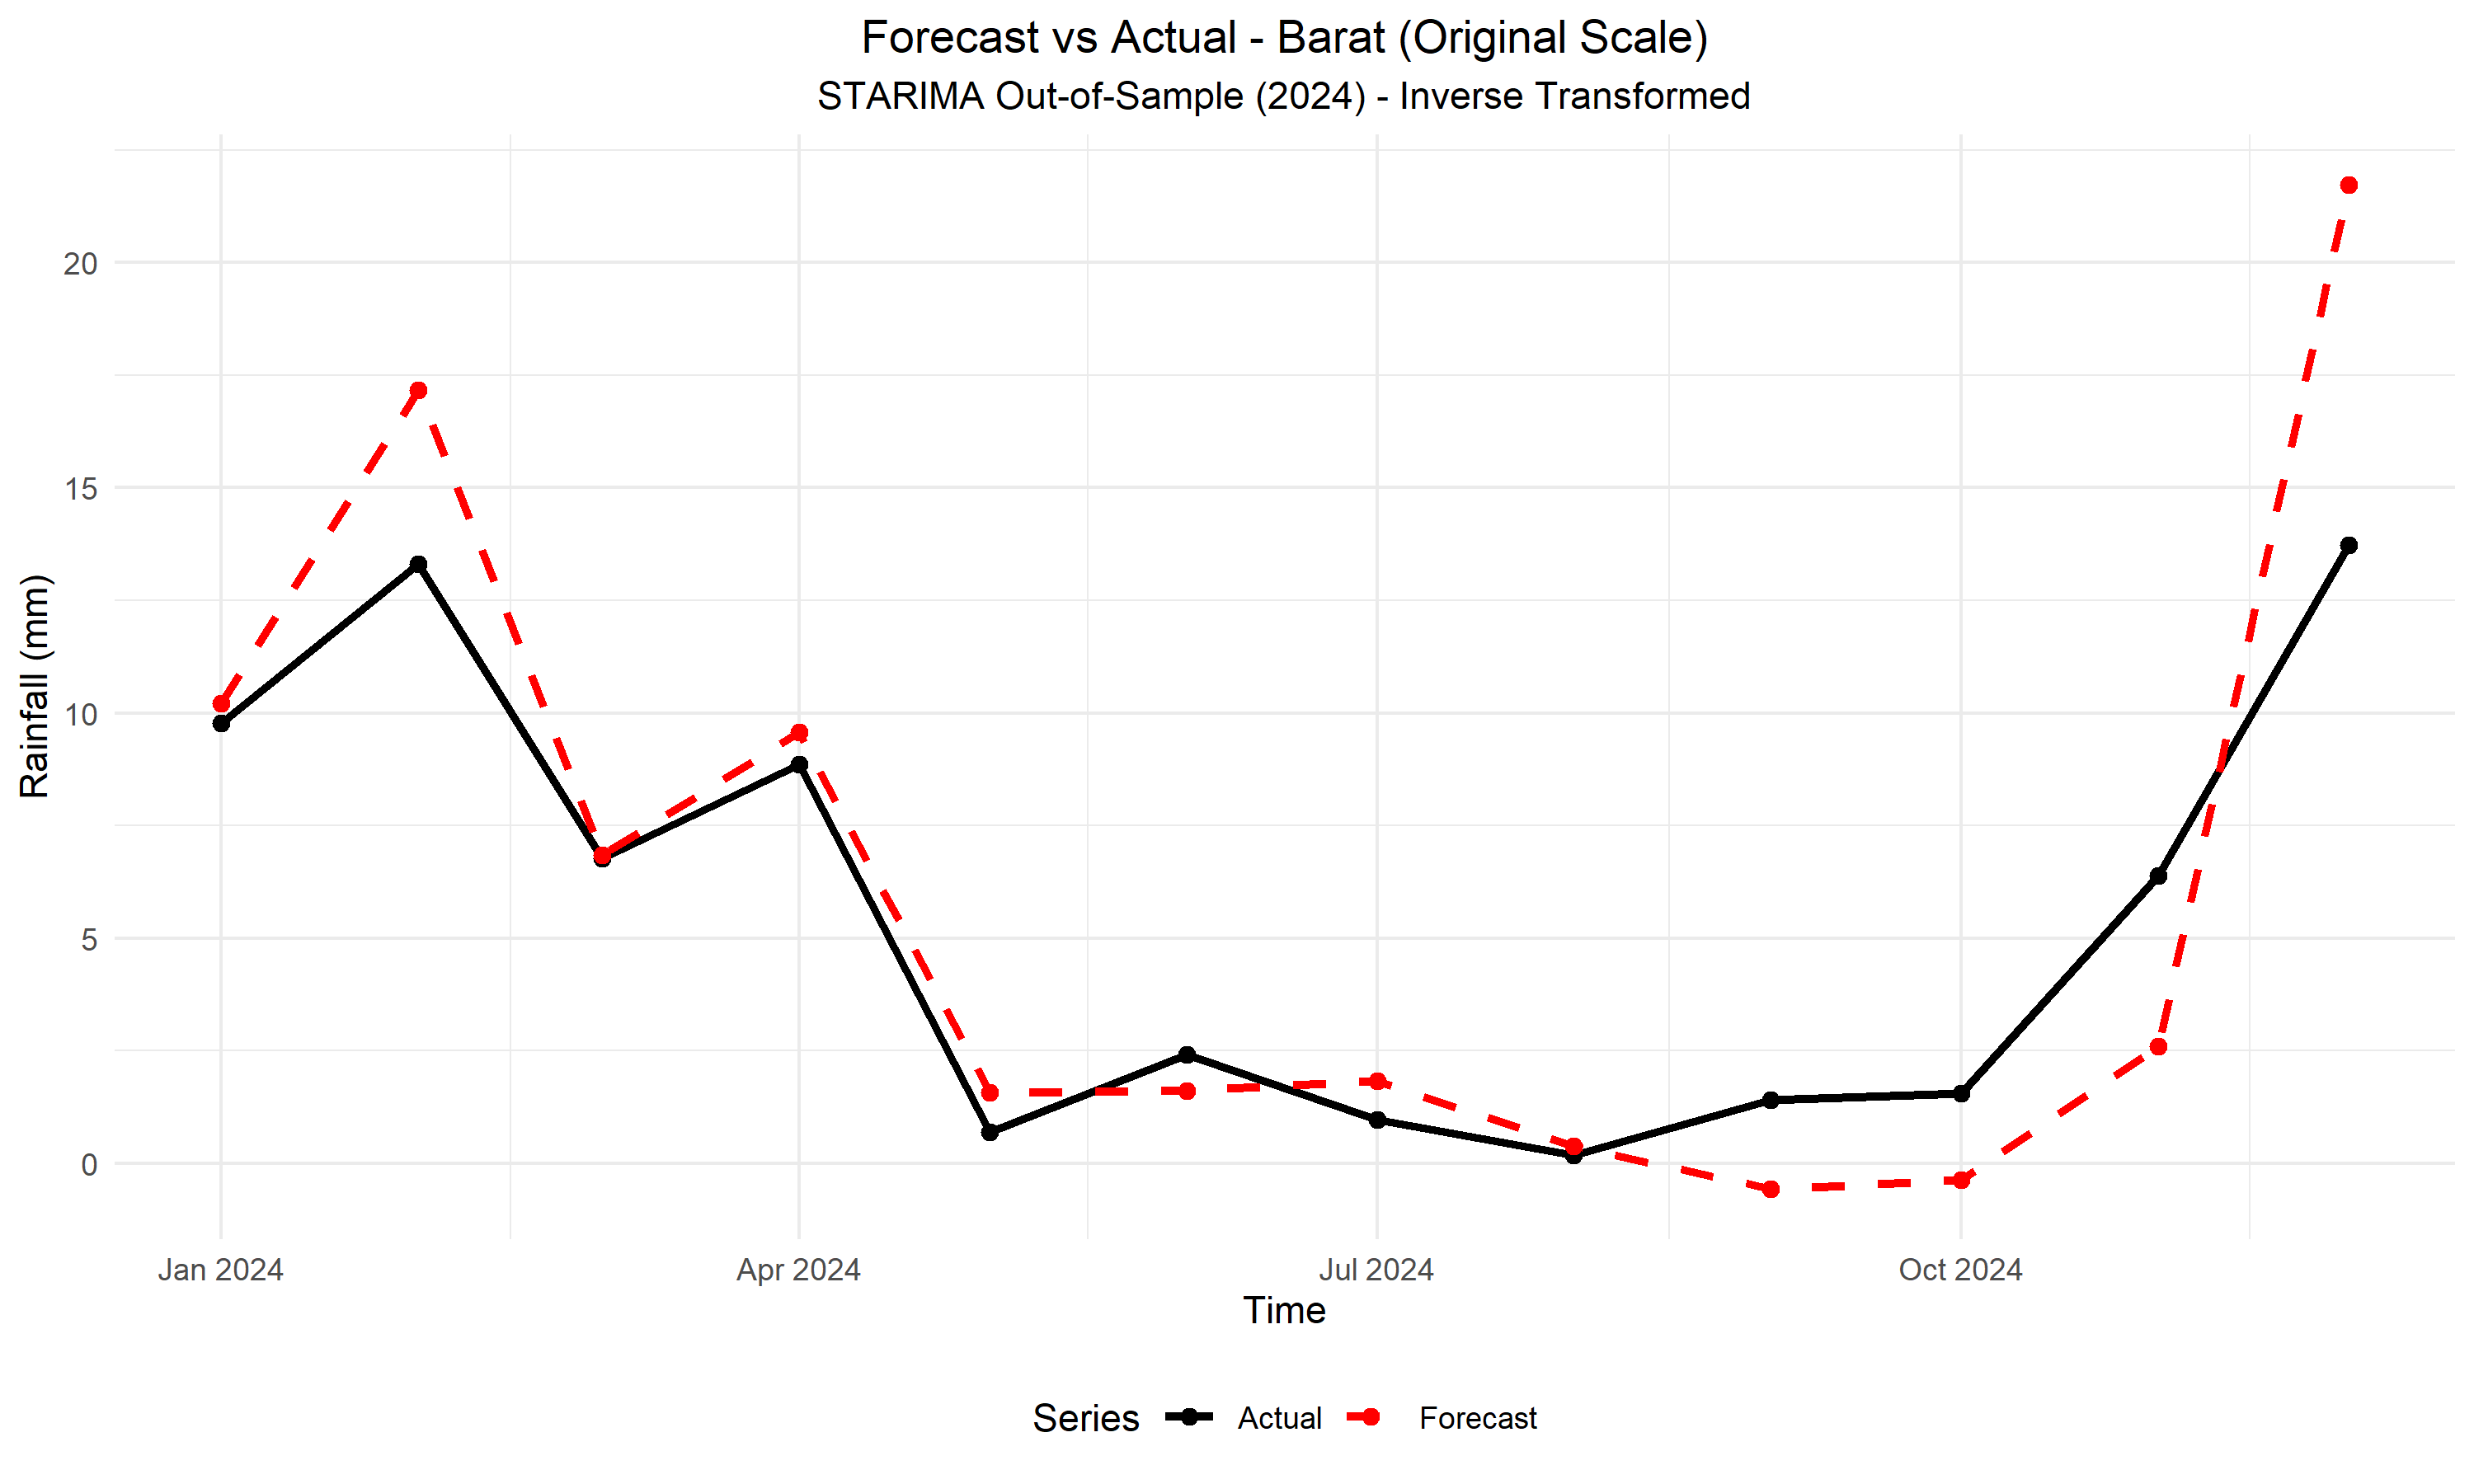 Forecast vs Actual - Barat (Original Scale)
STARIMA Out-of-Sample (2024) - Inverse Transformed
Rainfall (mm)
20
15
10
5
0
Jan 2024 Apr 2024 Jul 2024 Oct 2024
Time
Series Actual Forecast